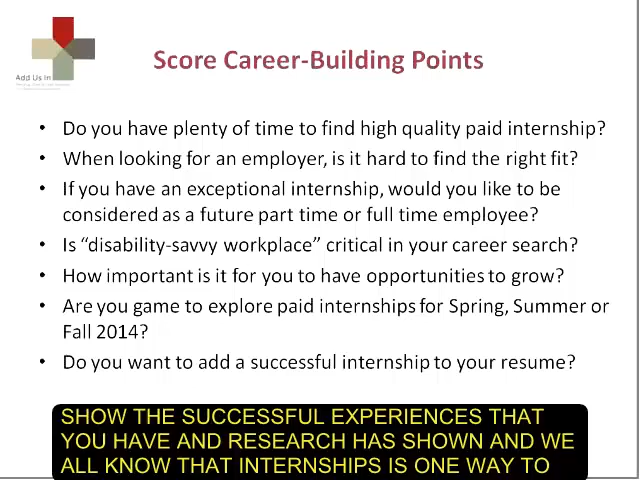 Add Us In
Score Career-Building Points
• Do you have plenty of time to find high quality paid internship?
• When looking for an employer, is it hard to find the right fit?
• If you have an exceptional internship, would you like to be
considered as a future part time or full time employee?
• Is “disability-savvy workplace” critical in your career search?
• How important is it for you to have opportunities to grow?
• Are you game to explore paid internships for Spring, Summer or
Fall 2014?
• Do you want to add a successful internship to your resume?
SHOW THE SUCCESSFUL EXPERIENCES THAT
YOU HAVE AND RESEARCH HAS SHOWN AND WE
ALL KNOW THAT INTERNSHIPS IS ONE WAY TO